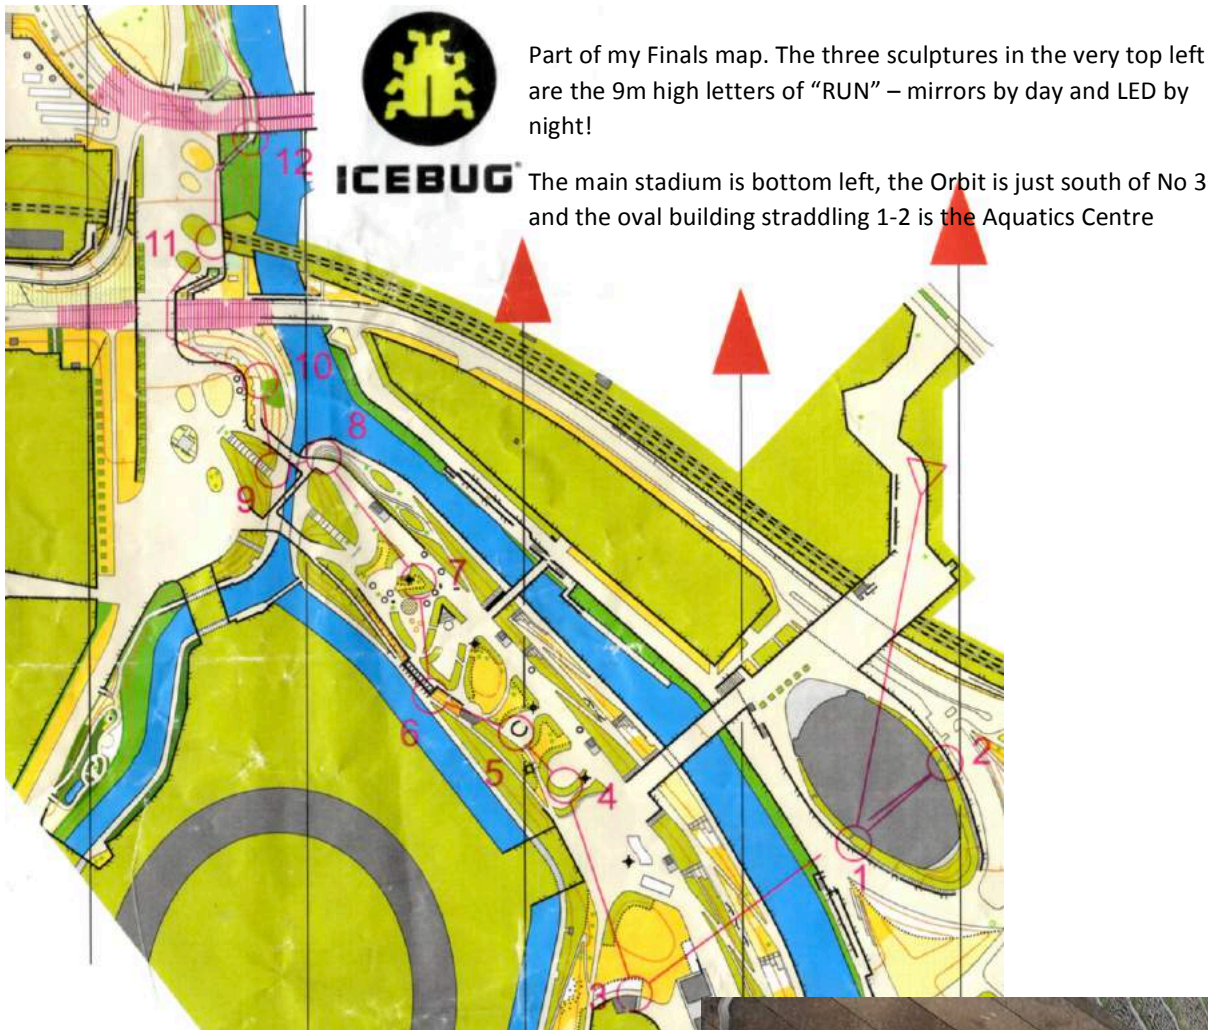 Part of my Finals map. The three sculptures in the very top left
are the 9m high letters of “RUN” – mirrors by day and LED by
night!
ICEBUG®
The main stadium is bottom left, the Orbit is just south of No 3
and the oval building straddling 1-2 is the Aquatics Centre
12
11
10
8
9
7
6
5
4
2
1
3